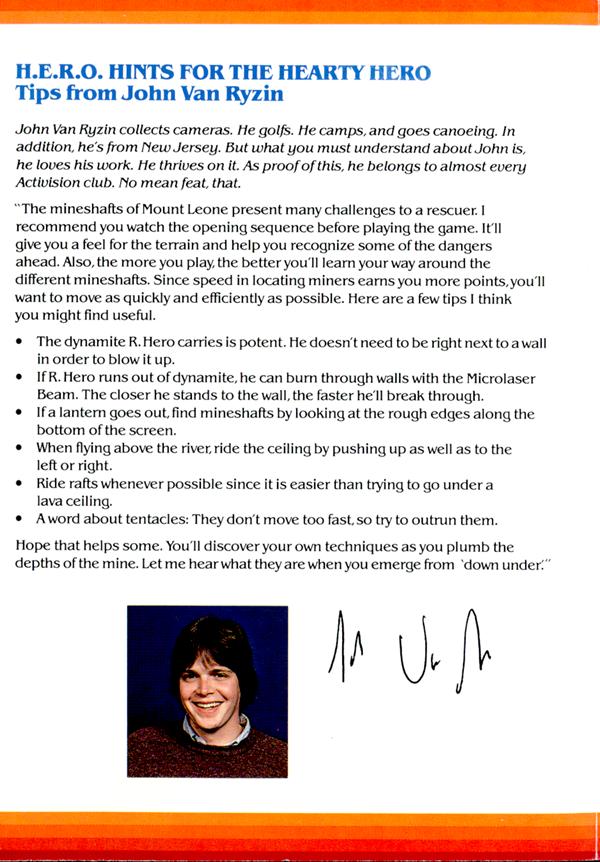 H.E.R.O. HINTS FOR THE HEARTY HERO
Tips from John Van Ryzin
John Van Ryzin collects cameras. He golfs. He camps, and goes canoeing. In
addition, he's from New Jersey. But what you must understand about John is,
he loves his work. He thrives on it. As proof of this, he belongs to almost every
Activision club. No mean feat, that.
"The mineshafts of Mount Leone present many challenges to a rescuer. I
recommend you watch the opening sequence before playing the game. It'll
give you a feel for the terrain and help you recognize some of the dangers
ahead. Also, the more you play, the better you'll learn your way around the
different mineshafts. Since speed in locating miners earns you more points, you'll
want to move as quickly and efficiently as possible. Here are a few tips I think
you might find useful.
• The dynamite R. Hero carries is potent. He doesn't need to be right next to a wall
in order to blow it up.
• If R. Hero runs out of dynamite, he can burn through walls with the Microlaser
Beam. The closer he stands to the wall, the faster he'll break through.
• If a lantern goes out, find mineshafts by looking at the rough edges along the
bottom of the screen.
• When flying above the river, ride the ceiling by pushing up as well as to the
left or right.
• Ride rafts whenever possible since it is easier than trying to go under a
lava ceiling.
• A word about tentacles: They don't move too fast, so try to outrun them.
Hope that helps some. You'll discover your own techniques as you plumb the
depths of the mine. Let me hear what they are when you emerge from 'down under.'"